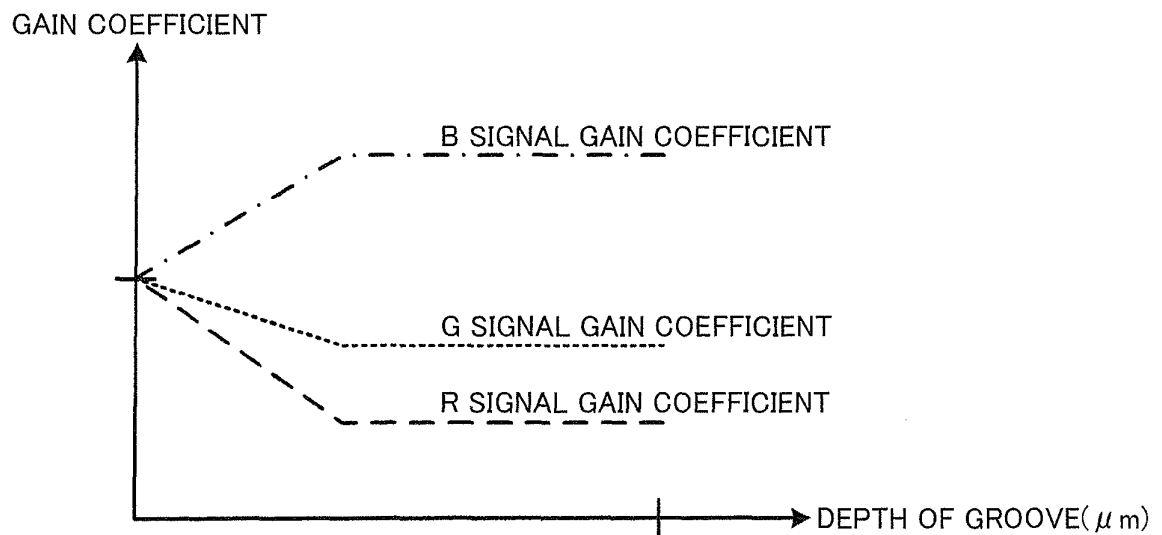 GAIN COEFFICIENT
B SIGNAL GAIN COEFFICIENT
G SIGNAL GAIN COEFFICIENT
R SIGNAL GAIN COEFFICIENT
DEPTH OF GROOVE(μm)